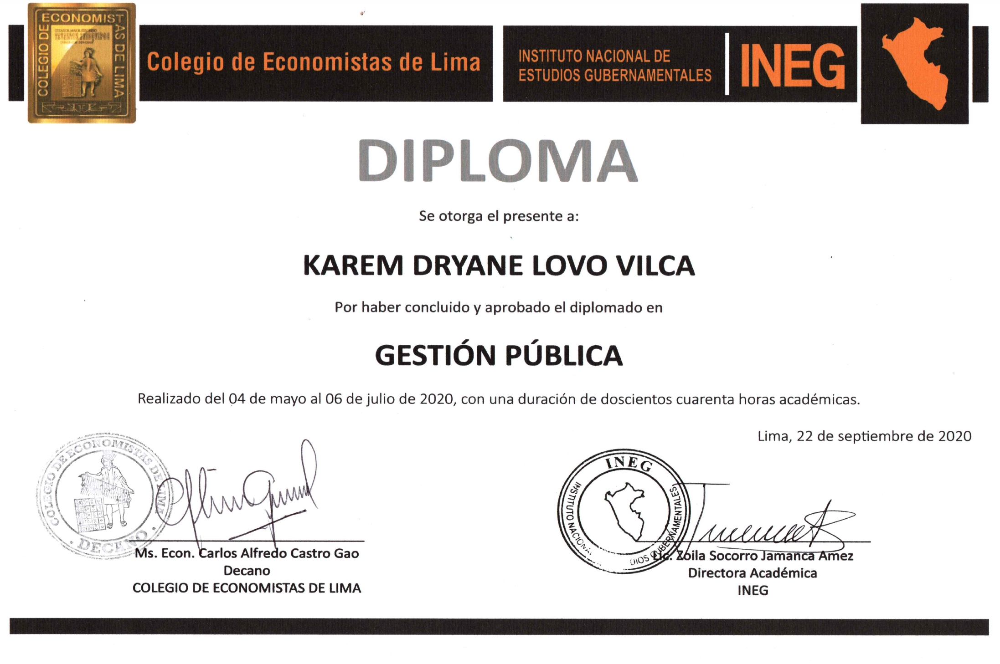 COLEGIO DE ECONOMISTAS DE LIMA
Colegio de Economistas de Lima
INSTITUTO NACIONAL DE
ESTUDIOS GUBERNAMENTALES
INEG
DIPLOMA
Se otorga el presente a:
KAREM DRYANE LOVO VILCA
Por haber concluido y aprobado el diplomado en
GESTIÓN PÚBLICA
Realizado del 04 de mayo al 06 de julio de 2020, con una duración de doscientos cuarenta horas académicas.
Lima, 22 de septiembre de 2020
COLEGIO DE ECONOMISTAS DE LIMA
. DECANO .
Ms. Econ. Carlos Alfredo Castro Gao
Decano
COLEGIO DE ECONOMISTAS DE LIMA
INEG
INSTITUTO NACIONAL
DIOS GUBERNAMENTALES
Lic. Zoila Socorro Jamanca Amez
Directora Académica
INEG